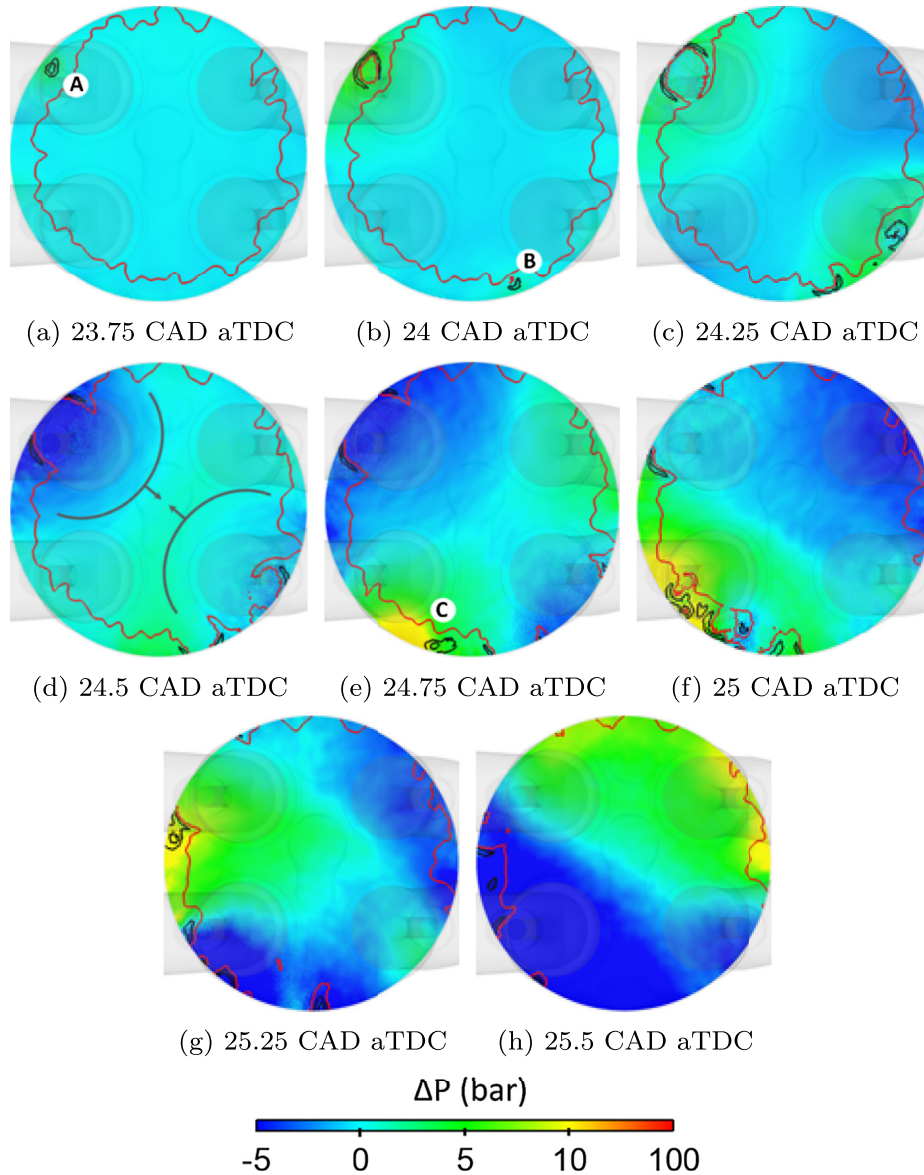 A
B
(a) 23.75 CAD aTDC (b) 24 CAD aTDC (c) 24.25 CAD aTDC
C
(d) 24.5 CAD aTDC (e) 24.75 CAD aTDC (f) 25 CAD aTDC
(g) 25.25 CAD aTDC (h) 25.5 CAD aTDC
ΔP (bar)
-5 0 5 10 100